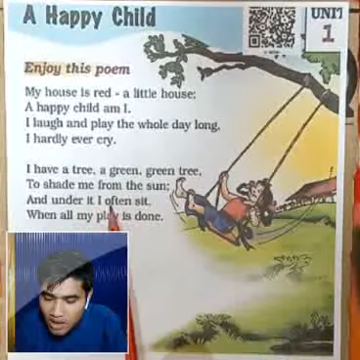 A Happy Child
UNIT
1
Enjoy this poem
My house is red - a little house;
A happy child am I.
I laugh and play the whole day long,
I hardly ever cry.
I have a tree, a green, green tree,
To shade me from the sun;
And under it I often sit,
When all my play is done.